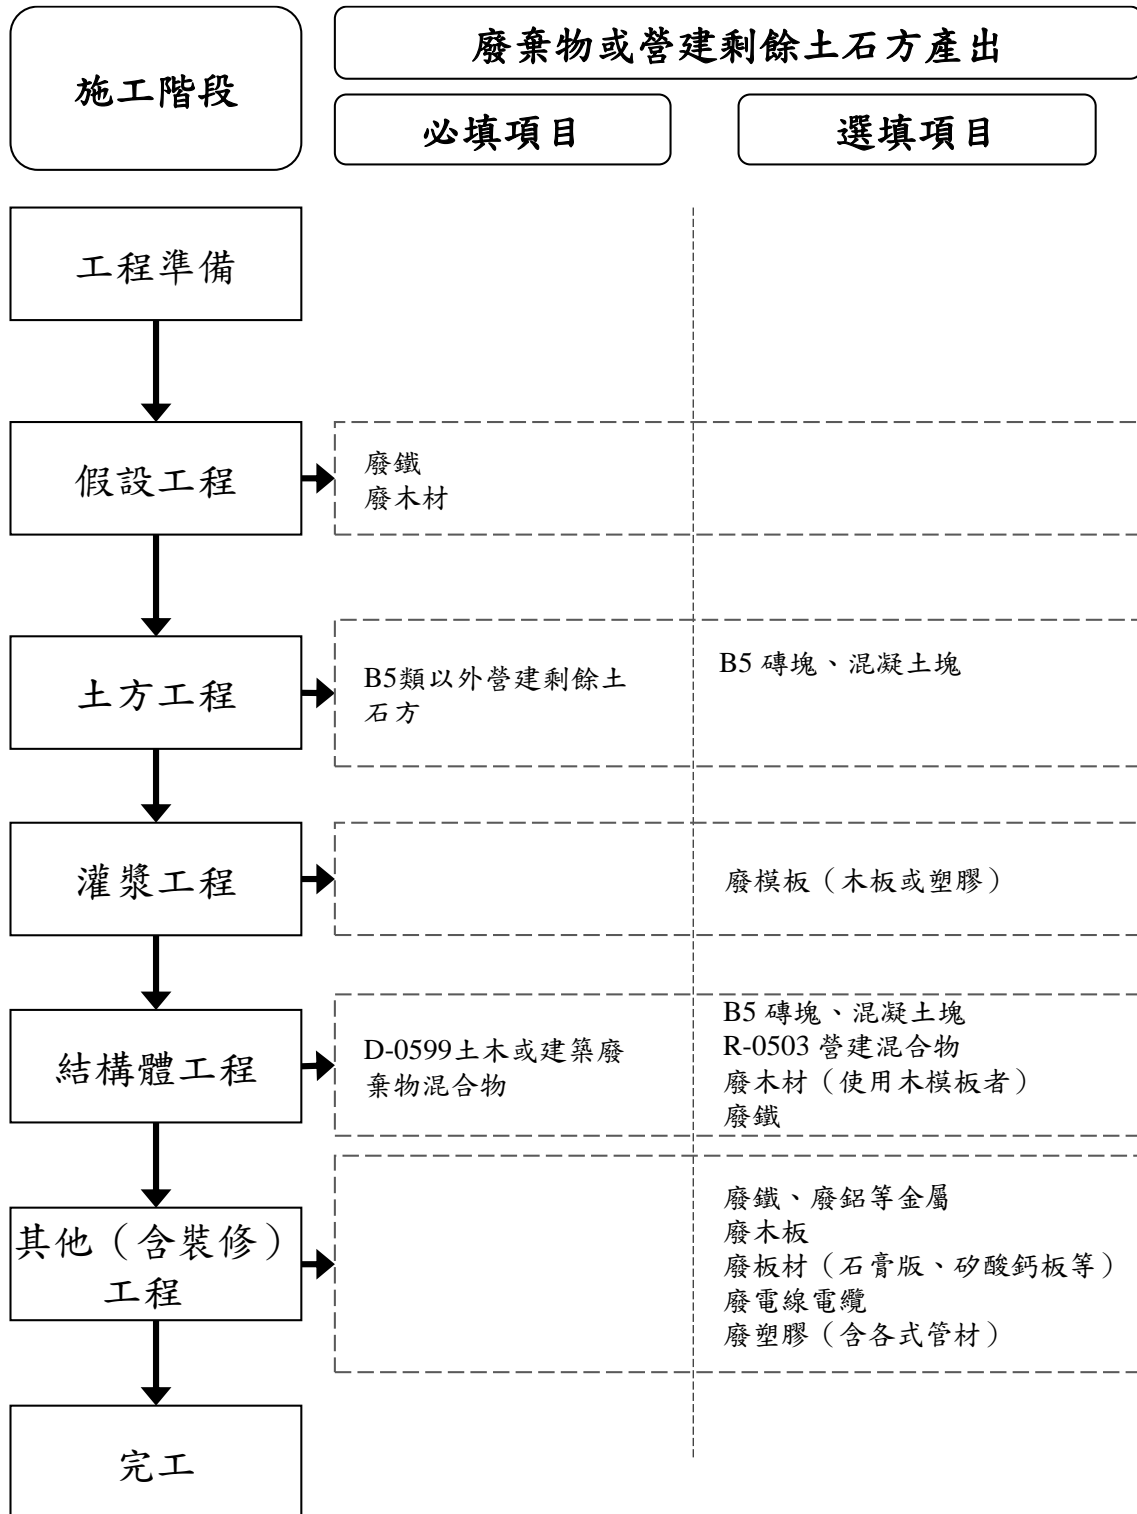 施工階段
廢棄物或營建剩餘土石方產出
必填項目
選填項目
工程準備
假設工程
廢鐵
廢木材
土方工程
B5類以外營建剩餘土
石方
B5 磚塊、混凝土塊
灌漿工程
廢模板（木板或塑膠）
結構體工程
D-0599土木或建築廢
棄物混合物
B5 磚塊、混凝土塊
R-0503 營建混合物
廢木材（使用木模板者）
廢鐵
其他（含裝修）
工程
廢鐵、廢鋁等金屬
廢木板
廢板材（石膏版、矽酸鈣板等）
廢電線電纜
廢塑膠（含各式管材）
完工